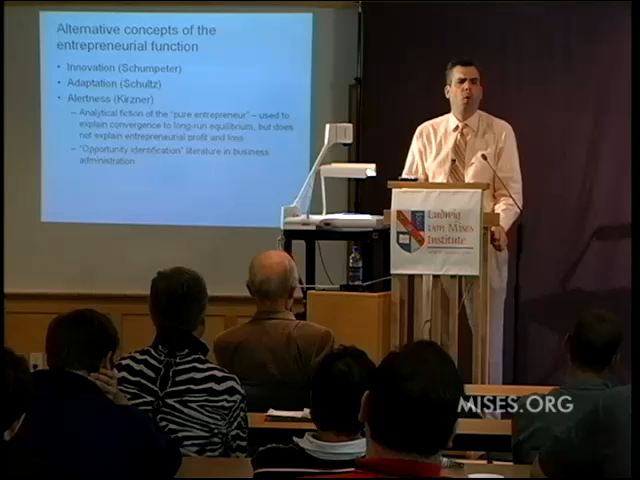 Alternative concepts of the
entrepreneurial function
• Innovation (Schumpeter)
• Adaptation (Schultz)
• Alertness (Kirzner)
– Analytical fiction of the "pure entrepreneur" – used to
explain convergence to long-run equilibrium, but does
not explain entrepreneurial profit and loss.
– "Opportunity identification" literature in business
administration
Ludwig
von Mises
Institute
MISES.ORG